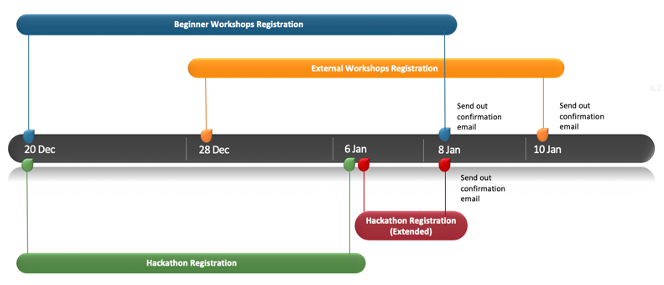 Beginner Workshops Registration
External Workshops Registration
Send out
confirmation
email
Send out
confirmation
email
20 Dec
28 Dec
6 Jan
8 Jan
10 Jan
Send out
confirmation
email
Hackathon Registration
(Extended)
Hackathon Registration